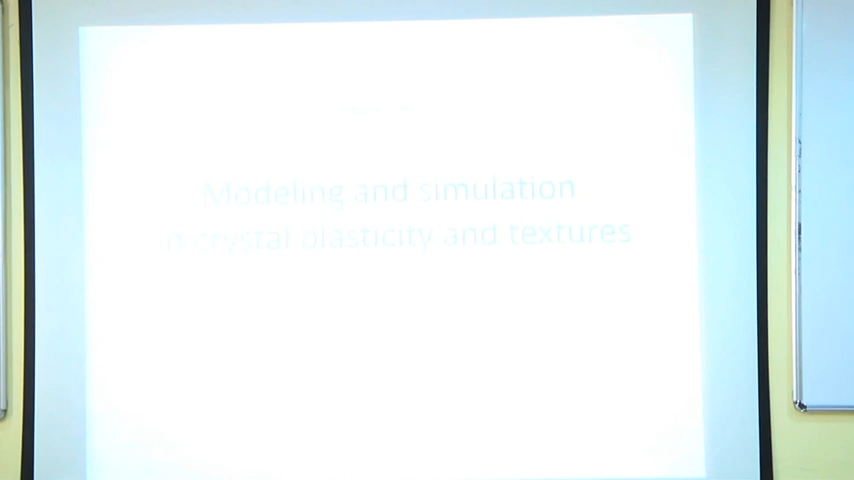 Modeling and simulation
in crystal plasticity and textures